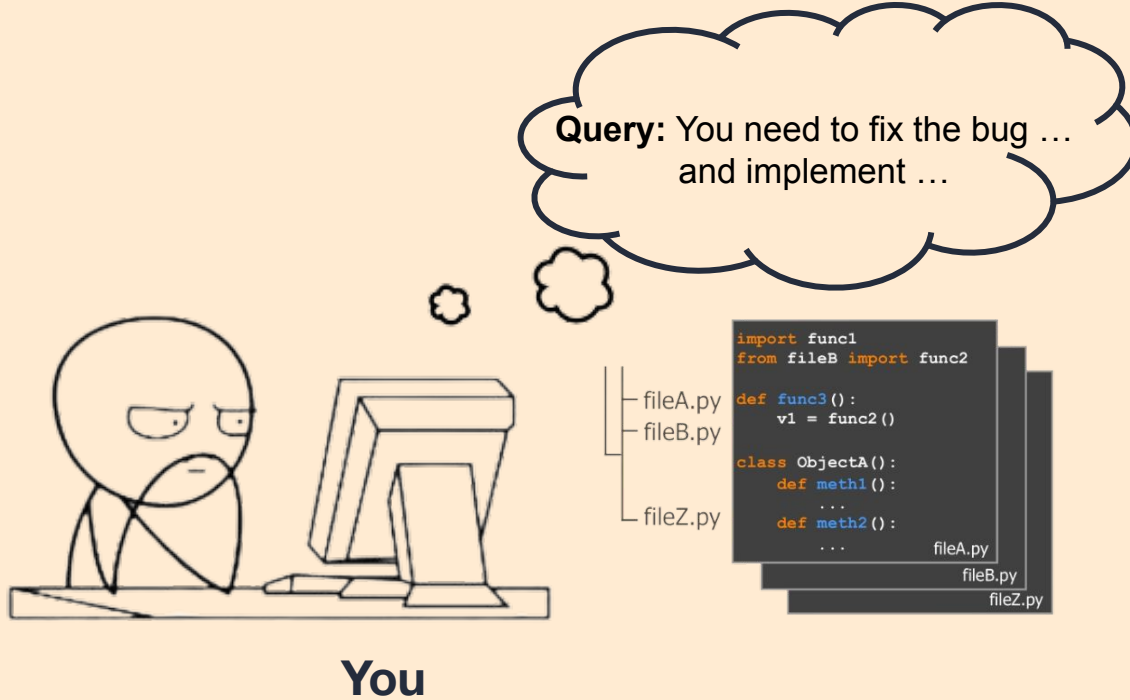 Query: You need to fix the bug …
and implement …
fileA.py
fileB.py
fileZ.py
import func1
from fileB import func2
def func3():
v1 = func2()
class ObjectA():
def meth1():
...
def meth2():
...
fileA.py
fileB.py
fileZ.py
You